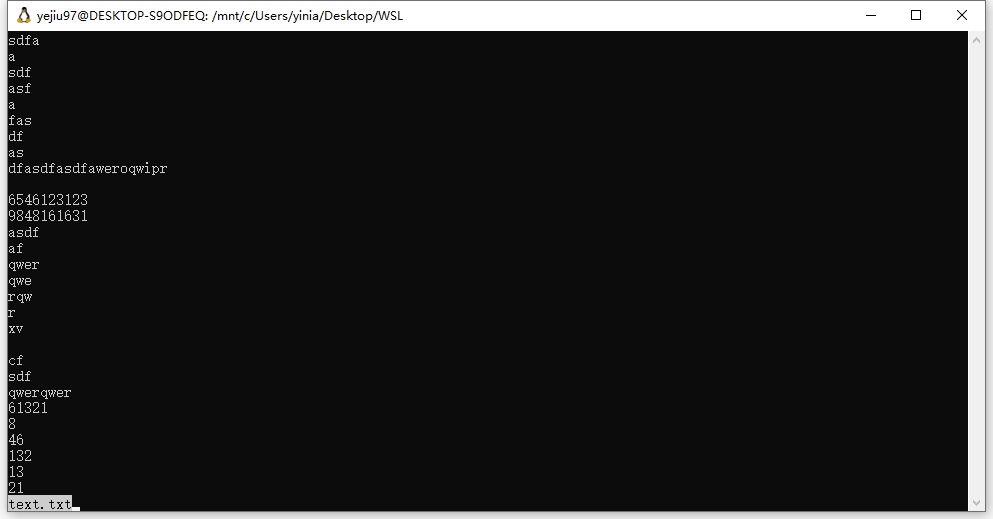 yejiu97@DESKTOP-S9ODFEQ: /mnt/c/Users/yinia/Desktop/WSL
sdfa
a
sdf
asf
a
fas
df
as
dfasdfasdfaweroqwipr

6546123123
9848161631
asdf
af
qwer
qwe
rqw
r
xv

cf
sdf
qwerqwer
61321
8
46
132
13
21
text.txt